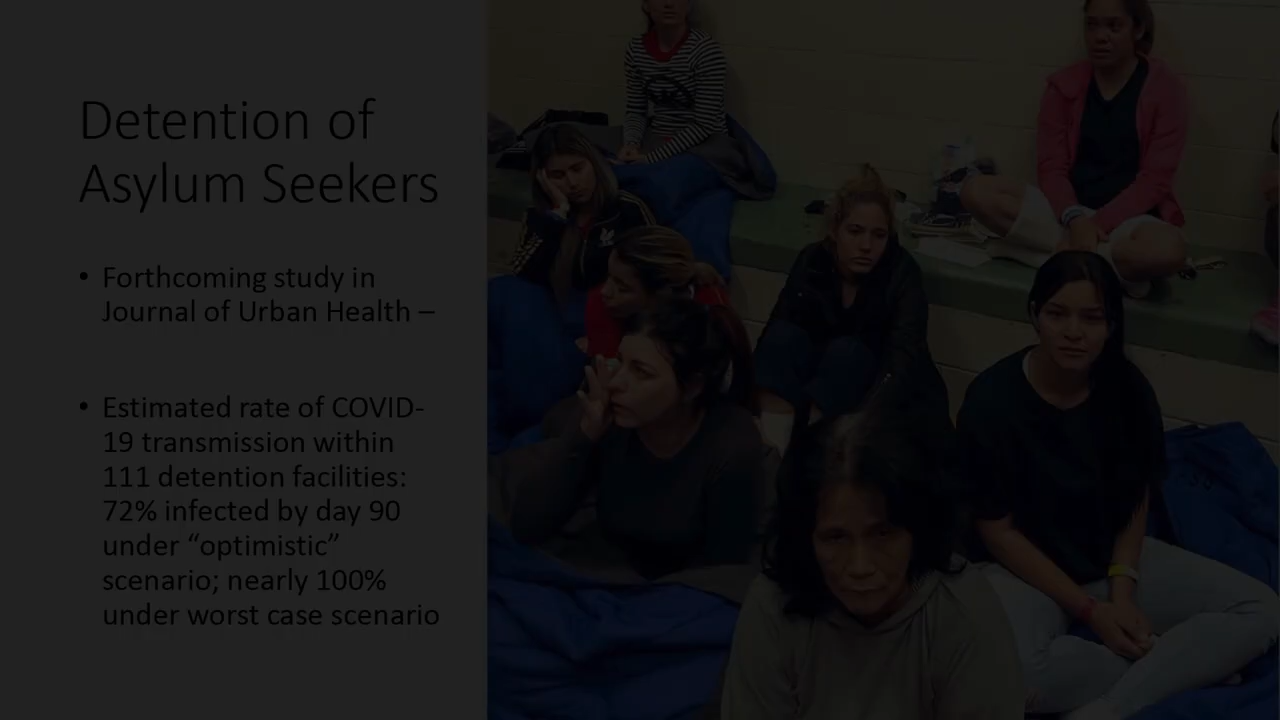 Detention of
Asylum Seekers
• Forthcoming study in
Journal of Urban Health –
• Estimated rate of COVID-
19 transmission within
111 detention facilities:
72% infected by day 90
under “optimistic”
scenario; nearly 100%
under worst case scenario